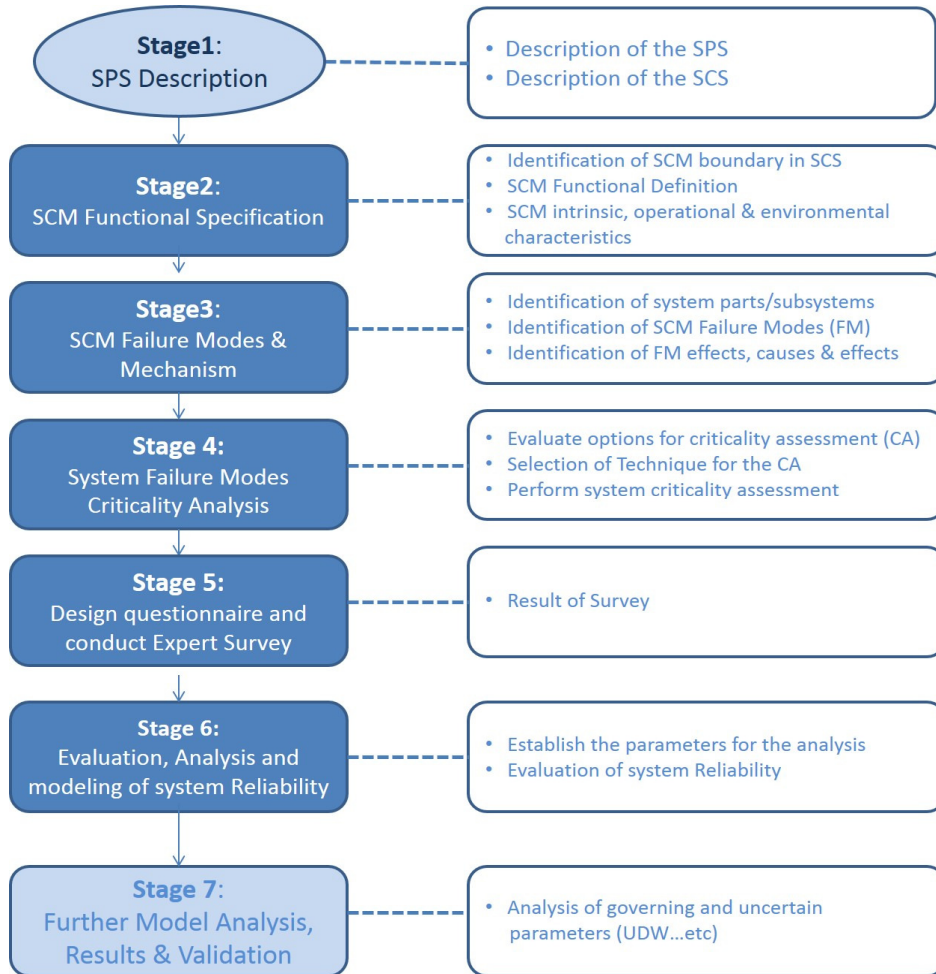 Stage1:
SPS Description
• Description of the SPS
• Description of the SCS
Stage2:
SCM Functional Specification
• Identification of SCM boundary in SCS
• SCM Functional Definition
• SCM intrinsic, operational & environmental
characteristics
Stage3:
SCM Failure Modes &
Mechanism
• Identification of system parts/subsystems
• Identification of SCM Failure Modes (FM)
• Identification of FM effects, causes & effects
Stage 4:
System Failure Modes
Criticality Analysis
• Evaluate options for criticality assessment (CA)
• Selection of Technique for the CA
• Perform system criticality assessment
Stage 5:
Design questionnaire and
conduct Expert Survey
• Result of Survey
Stage 6:
Evaluation, Analysis and
modeling of system Reliability
• Establish the parameters for the analysis
• Evaluation of system Reliability
Stage 7:
Further Model Analysis,
Results & Validation
• Analysis of governing and uncertain
parameters (UDW...etc)